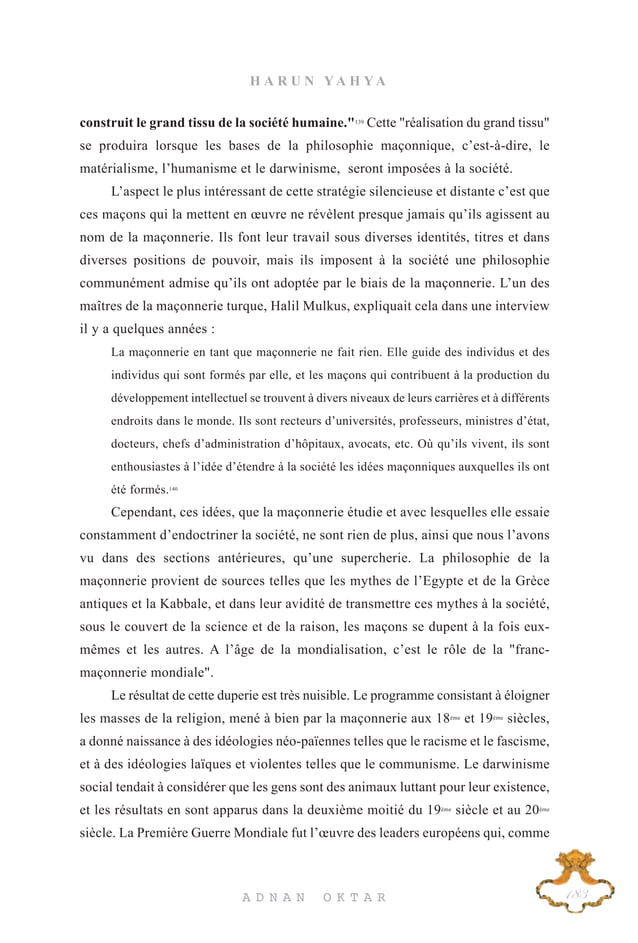 HARUN YAHYA
construit le grand tissu de la société humaine."139 Cette "réalisation du grand tissu"
se produira lorsque les bases de la philosophie maçonnique, c’est-à-dire, le
matérialisme, l’humanisme et le darwinisme, seront imposées à la société.
L’aspect le plus intéressant de cette stratégie silencieuse et distante c’est que
ces maçons qui la mettent en œuvre ne révèlent presque jamais qu’ils agissent au
nom de la maçonnerie. Ils font leur travail sous diverses identités, titres et dans
diverses positions de pouvoir, mais ils imposent à la société une philosophie
communément admise qu’ils ont adoptée par le biais de la maçonnerie. L’un des
maîtres de la maçonnerie turque, Halil Mulkus, expliquait cela dans une interview
il y a quelques années :
La maçonnerie en tant que maçonnerie ne fait rien. Elle guide des individus et des
individus qui sont formés par elle, et les maçons qui contribuent à la production du
développement intellectuel se trouvent à divers niveaux de leurs carrières et à différents
endroits dans le monde. Ils sont recteurs d’universités, professeurs, ministres d’état,
docteurs, chefs d’administration d’hôpitaux, avocats, etc. Où qu’ils vivent, ils sont
enthousiastes à l’idée d’étendre à la société les idées maçonniques auxquelles ils ont
été formés.140
Cependant, ces idées, que la maçonnerie étudie et avec lesquelles elle essaie
constamment d’endoctriner la société, ne sont rien de plus, ainsi que nous l’avons
vu dans des sections antérieures, qu’une supercherie. La philosophie de la
maçonnerie provient de sources telles que les mythes de l’Egypte et de la Grèce
antiques et la Kabbale, et dans leur avidité de transmettre ces mythes à la société,
sous le couvert de la science et de la raison, les maçons se dupent à la fois eux-
mêmes et les autres. A l’âge de la mondialisation, c’est le rôle de la "franc-
maçonnerie mondiale".
Le résultat de cette duperie est très nuisible. Le programme consistant à éloigner
les masses de la religion, mené à bien par la maçonnerie aux 18ème et 19ème siècles,
a donné naissance à des idéologies néo-païennes telles que le racisme et le fascisme,
et à des idéologies laïques et violentes telles que le communisme. Le darwinisme
social tendait à considérer que les gens sont des animaux luttant pour leur existence,
et les résultats en sont apparus dans la deuxième moitié du 19ème siècle et au 20ème
siècle. La Première Guerre Mondiale fut l’œuvre des leaders européens qui, comme
ADNAN OKTAR
183